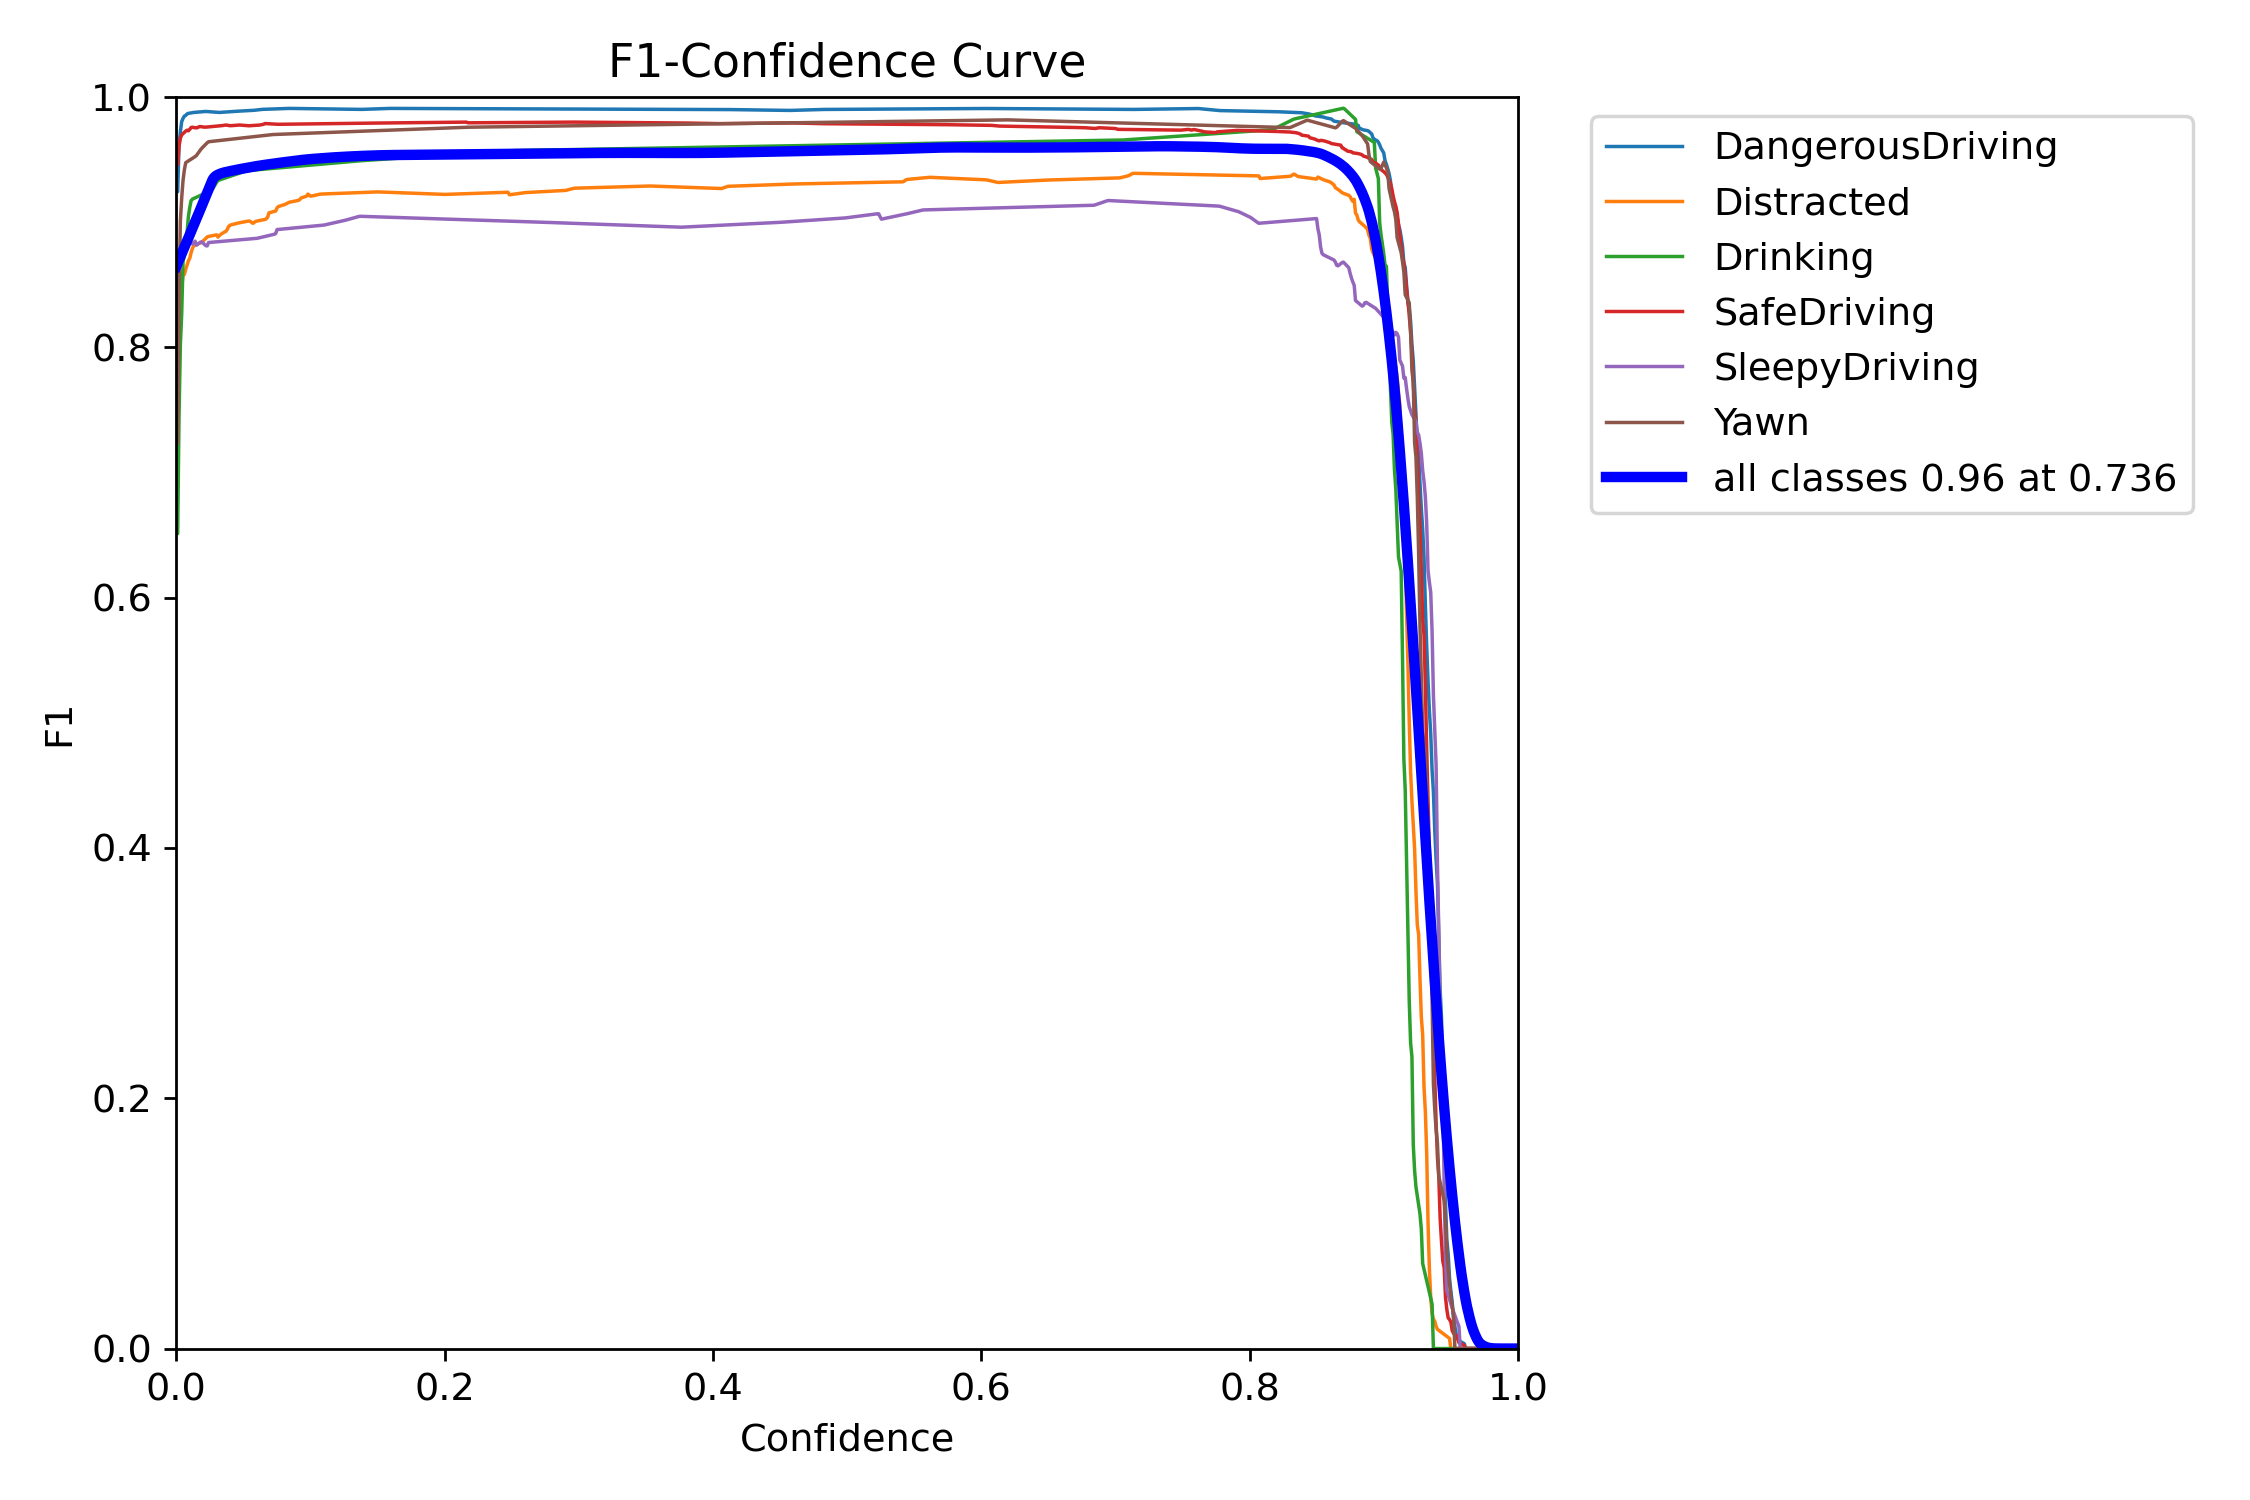 F1-Confidence Curve
1.0
0.8
0.6
0.4
0.2
0.0
F1
0.0 0.2 0.4 0.6 0.8 1.0
Confidence
DangerousDriving
Distracted
Drinking
SafeDriving
SleepyDriving
Yawn
all classes 0.96 at 0.736